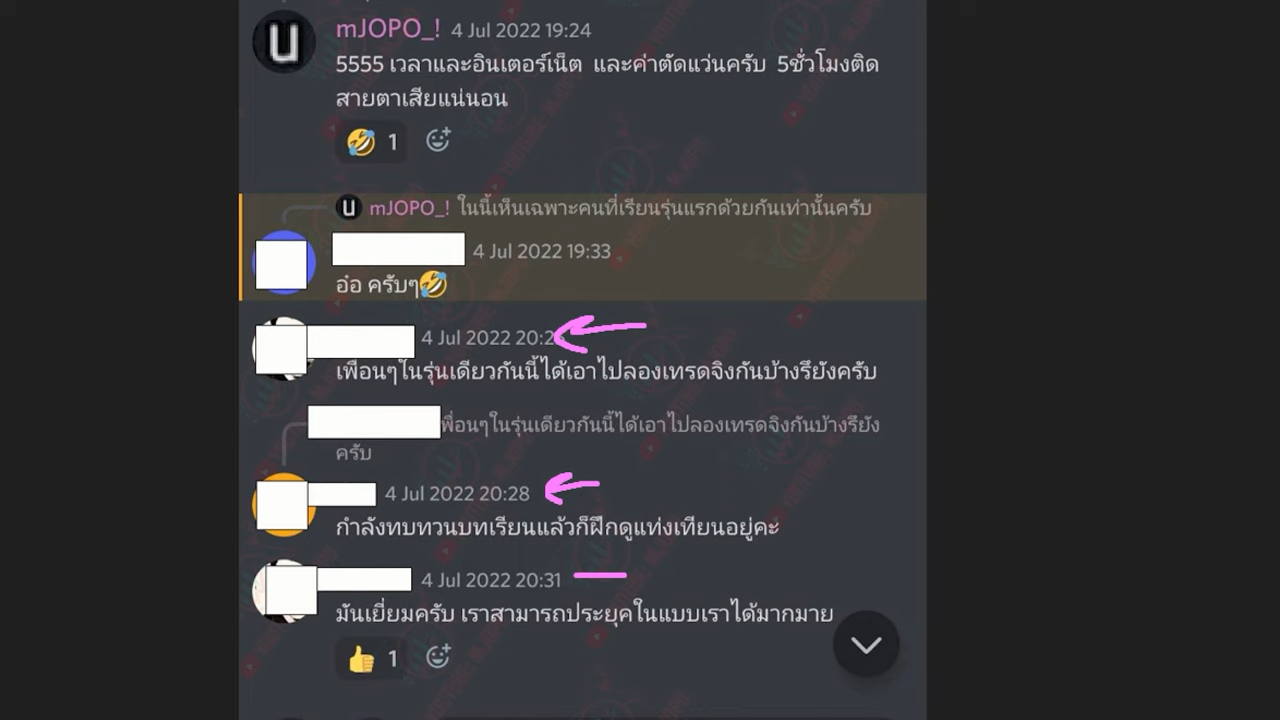 mJOPO_! 4 Jul 2022 19:24
5555 เวลาและอินเตอร์เน็ต และค่าตัดแว่นครับ 5ชั่วโมงติด
สายตาเสียแน่นอน
1
mJOPO_! ในนี้เห็นเฉพาะคนที่เรียนรุ่นแรกด้วยกันเท่านั้นครับ
4 Jul 2022 19:33
อ๋อ ครับๆ
4 Jul 2022
เพื่อนๆในรุ่นเดียวกันนี้ได้เอาไปลองเทรดจิงกันบ้างรึยังครับ
พื่อนๆในรุ่นเดียวกันนี้ได้เอาไปลองเทรดจิงกันบ้างรึยัง
ครับ
4 Jul 2022 20:28
กำลังทบทวนบทเรียนแล้วก็ฝึกดูแท่งเทียนอยู่คะ
4 Jul 2022 20:31
มันเยี่ยมครับ เราสามารถประยุคในแบบเราได้มากมาย
1